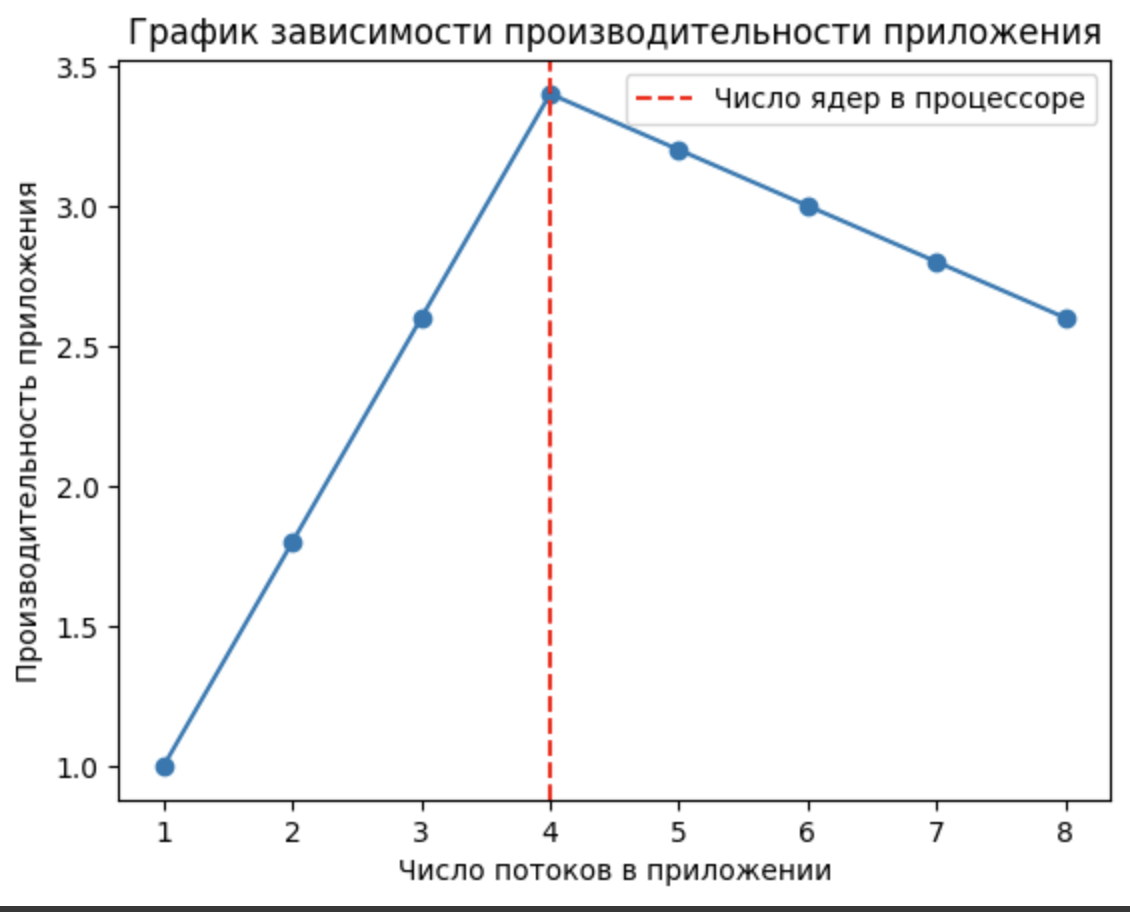 График зависимости производительности приложения
Число ядер в процессоре
Производительность приложения
3.5
3.0
2.5
2.0
1.5
1.0
1 2 3 4 5 6 7 8
Число потоков в приложении